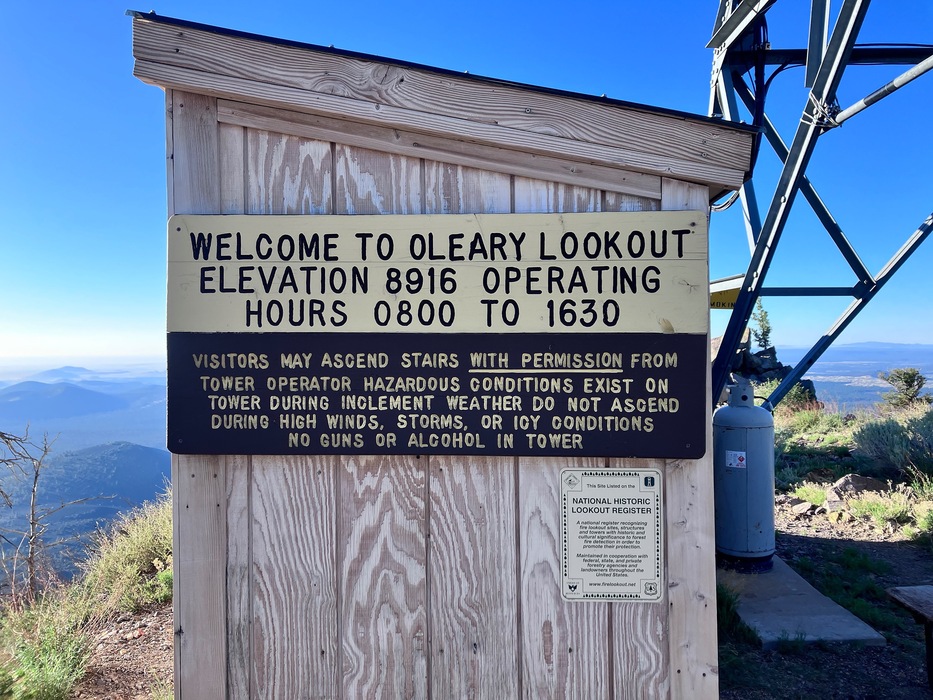 WELCOME TO OLEARY LOOKOUT
ELEVATION 8916 OPERATING
HOURS 0800 TO 1630
VISITORS MAY ASCEND STAIRS WITH PERMISSION FROM
TOWER OPERATOR HAZARDOUS CONDITIONS EXIST ON
TOWER DURING INCLEMENT WEATHER DO NOT ASCEND
DURING HIGH WINDS, STORMS, OR ICY CONDITIONS
NO GUNS OR ALCOHOL IN TOWER
This Site Listed on the
NATIONAL HISTORIC
LOOKOUT REGISTER
A national register recognizing
fire lookout sites, structures
and towers with historic and
cultural significance to forest
fire detection in order to
promote their protection.
Maintained in cooperation with
federal, state, and private
forestry agencies and
landowners throughout the
United States.
www.firelookout.net